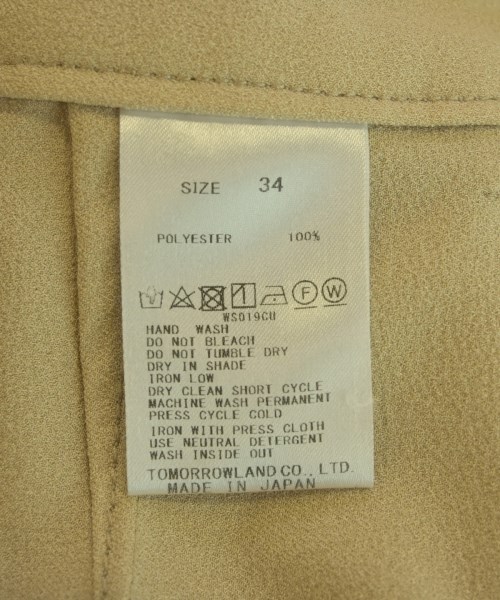 SIZE 34
POLYESTER 100%
F W
WS019CU
HAND WASH
DO NOT BLEACH
DO NOT TUMBLE DRY
DRY IN SHADE
IRON LOW
DRY CLEAN SHORT CYCLE
MACHINE WASH PERMANENT
PRESS CYCLE COLD
IRON WITH PRESS CLOTH
USE NEUTRAL DETERGENT
WASH INSIDE OUT
TOMORROWLAND CO., LTD.
MADE IN JAPAN